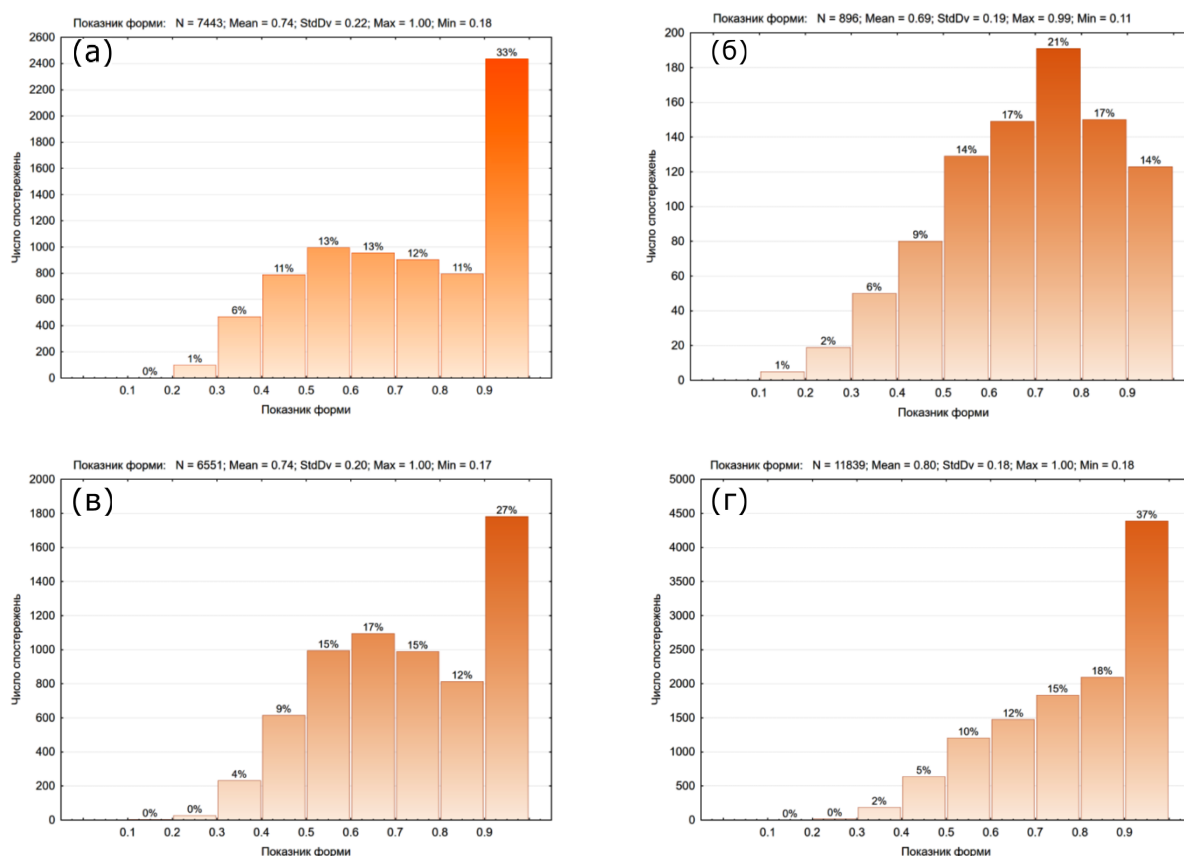 Показник форми: N = 7443; Mean = 0.74; StdDv = 0.22; Max = 1.00; Min = 0.18
(а)
Число спостережень
2600
2400
2200
2000
1800
1600
1400
1200
1000
800
600
400
200
0
0% 1% 6% 11% 13% 13% 12% 11% 33%
0.1 0.2 0.3 0.4 0.5 0.6 0.7 0.8 0.9
Показник форми
Показник форми: N = 896; Mean = 0.69; StdDv = 0.19; Max = 0.99; Min = 0.11
(б)
Число спостережень
200
180
160
140
120
100
80
60
40
20
0
1% 2% 6% 9% 14% 17% 21% 17% 14%
0.1 0.2 0.3 0.4 0.5 0.6 0.7 0.8 0.9
Показник форми
Показник форми: N = 6551; Mean = 0.74; StdDv = 0.20; Max = 1.00; Min = 0.17
(в)
Число спостережень
2000
1800
1600
1400
1200
1000
800
600
400
200
0
0% 0% 4% 9% 15% 17% 15% 12% 27%
0.1 0.2 0.3 0.4 0.5 0.6 0.7 0.8 0.9
Показник форми
Показник форми: N = 11839; Mean = 0.80; StdDv = 0.18; Max = 1.00; Min = 0.18
(г)
Число спостережень
5000
4500
4000
3500
3000
2500
2000
1500
1000
500
0
0% 0% 2% 5% 10% 12% 15% 18% 37%
0.1 0.2 0.3 0.4 0.5 0.6 0.7 0.8 0.9
Показник форми